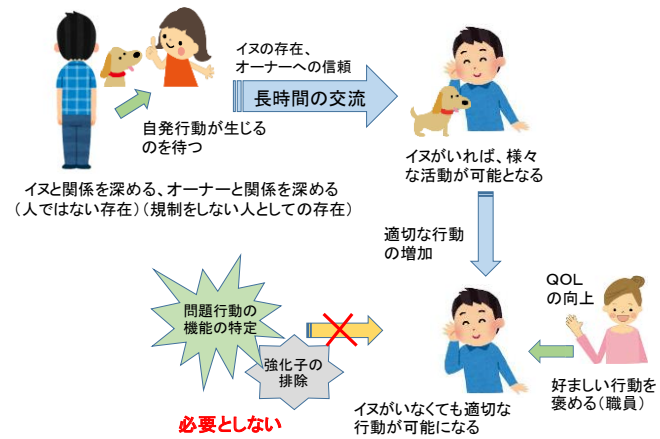 イヌの存在、
オーナーへの信頼
長時間の交流
自発行動が生じる
のを待つ
イヌと関係を深める、オーナーと関係を深める
（人ではない存在）（規制をしない人としての存在）
イヌがいれば、様々
な活動が可能となる
適切な行動
の増加
QOL
の向上
問題行動の
機能の特定
強化子の
排除
必要としない
イヌがいなくても適切な
行動が可能になる
好ましい行動を
褒める（職員）